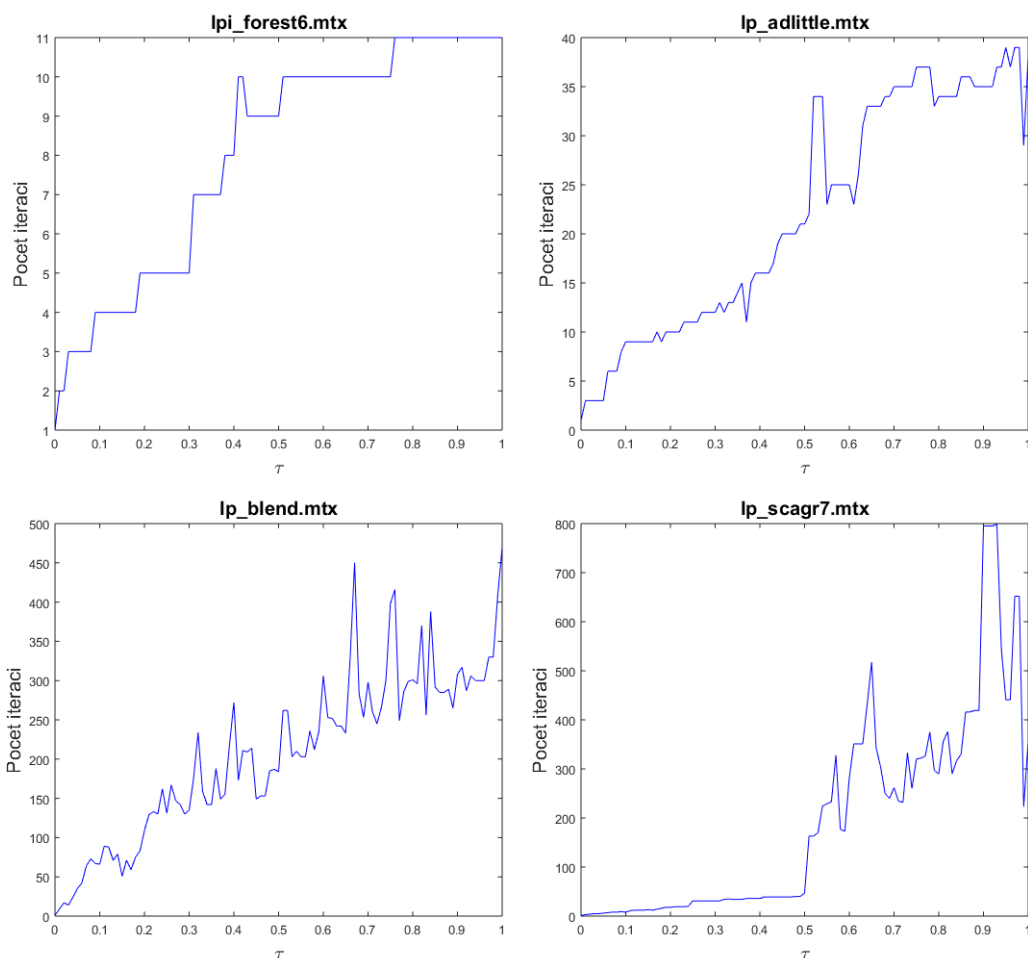 lpi_forest6.mtx
11
10
9
8
7
6
5
4
3
2
1
Pocet iteraci
0 0.1 0.2 0.3 0.4 0.5 0.6 0.7 0.8 0.9 1
τ
lp_adlittle.mtx
40
35
30
25
20
15
10
5
0
Pocet iteraci
0 0.1 0.2 0.3 0.4 0.5 0.6 0.7 0.8 0.9 1
τ
lp_blend.mtx
500
450
400
350
300
250
200
150
100
50
0
Pocet iteraci
0 0.1 0.2 0.3 0.4 0.5 0.6 0.7 0.8 0.9 1
τ
lp_scagr7.mtx
800
700
600
500
400
300
200
100
0
Pocet iteraci
0 0.1 0.2 0.3 0.4 0.5 0.6 0.7 0.8 0.9 1
τ